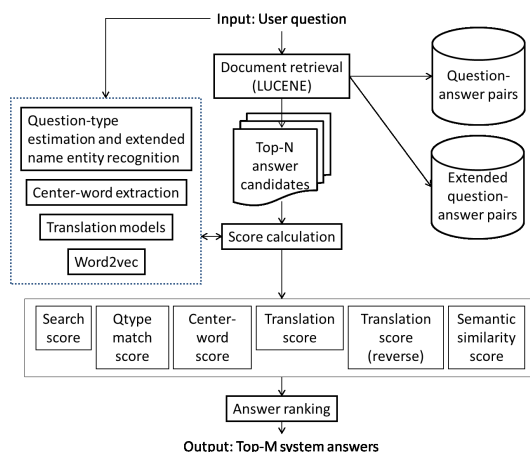 Input: User question
Document retrieval
(LUCENE)
Question-
answer pairs
Extended
question-
answer pairs
Question-type
estimation and extended
name entity recognition
Center-word extraction
Translation models
Word2vec
Top-N
answer
candidates
Score calculation
Search
score
Qtype
match
score
Center-
word
score
Translation
score
Translation
score
(reverse)
Semantic
similarity
score
Answer ranking
Output: Top-M system answers